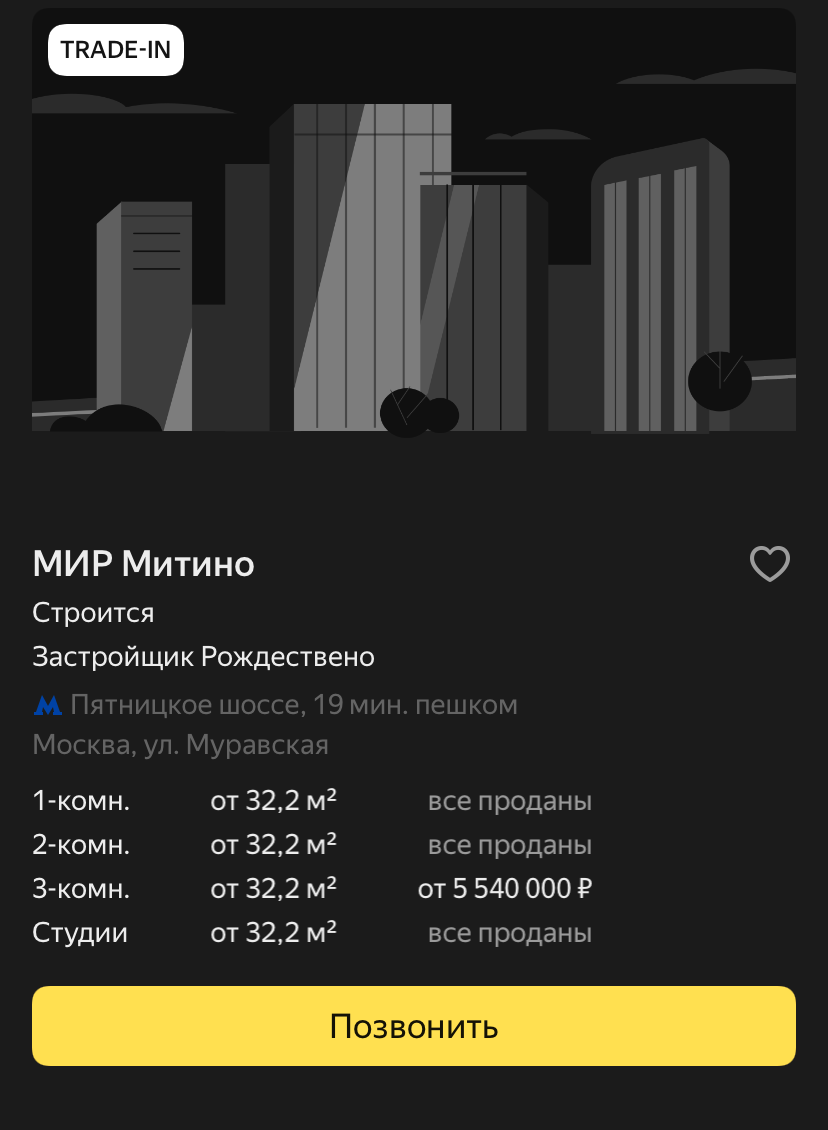 TRADE-IN
МИР Митино
Строится
Застройщик Рождествено
Пятницкое шоссе, 19 мин. пешком
Москва, ул. Муравская
1-комн. от 32,2 м² все проданы
2-комн. от 32,2 м² все проданы
3-комн. от 32,2 м² от 5 540 000 ₽
Студии от 32,2 м² все проданы
Позвонить